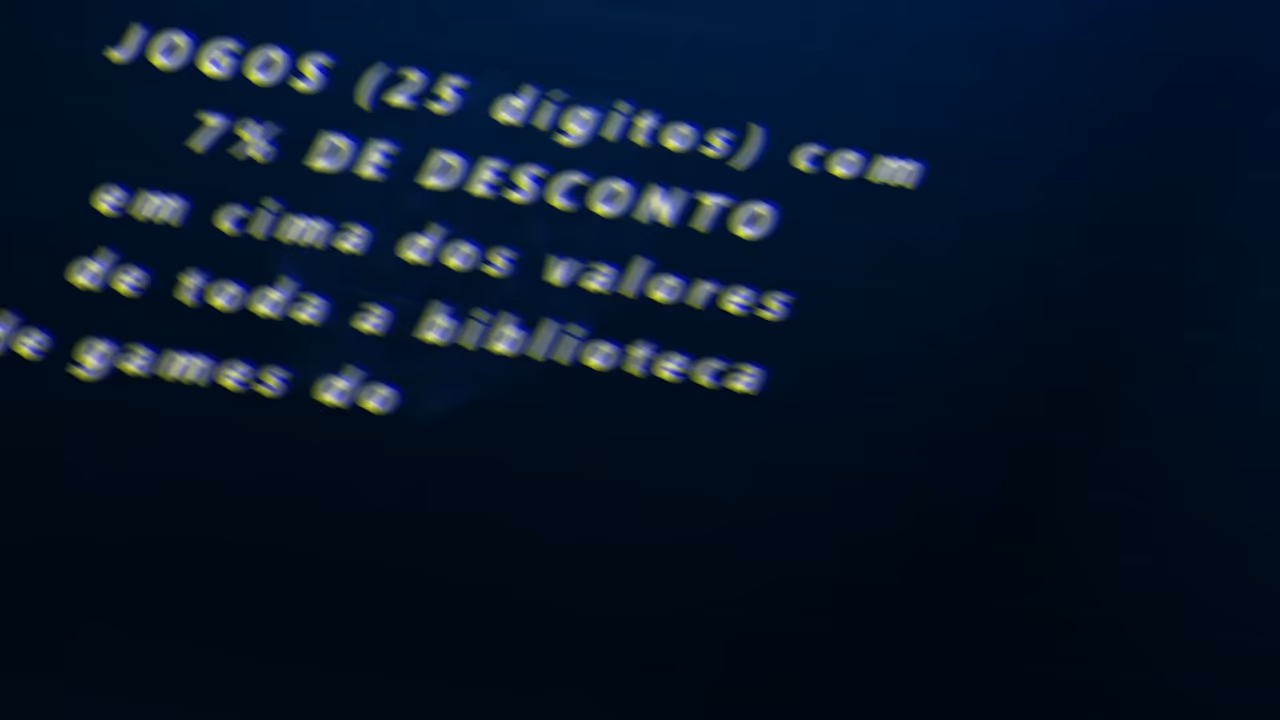 JOGOS (25 digitos) com
7% DE DESCONTO
em cima dos valores
de toda a biblioteca
games do